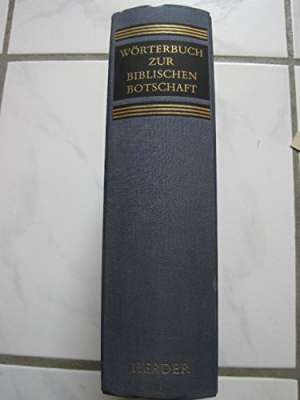 WÖRTERBUCH
ZUR
BIBLISCHEN
BOTSCHAFT
HERDER